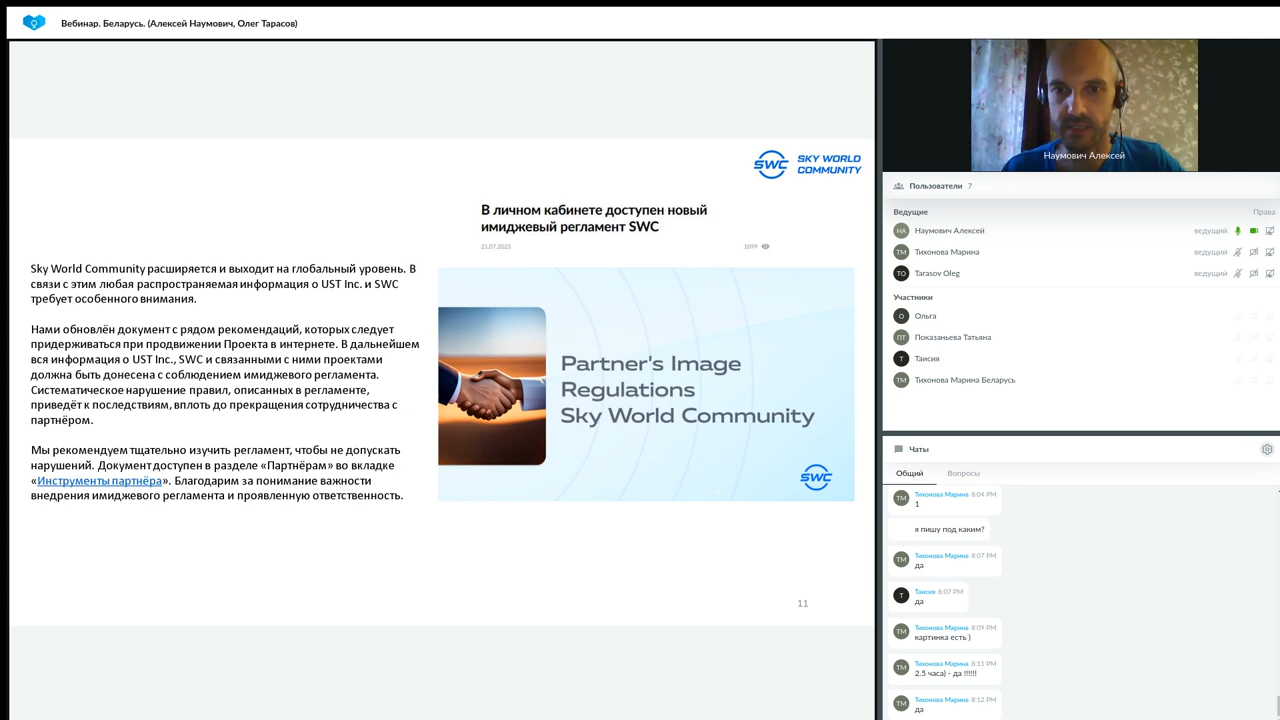 Вебинар. Беларусь. (Алексей Наумович, Олег Тарасов)
SWC SKY WORLD
COMMUNITY
В личном кабинете доступен новый
имиджевый регламент SWC
21.07.2023 1099
Sky World Community расширяется и выходит на глобальный уровень. В
связи с этим любая распространяемая информация о UST Inc. и SWC
требует особенного внимания.
Нами обновлён документ с рядом рекомендаций, которых следует
придерживаться при продвижении Проекта в интернете. В дальнейшем
вся информация о UST Inc., SWC и связанными с ними проектами
должна быть донесена с соблюдением имиджевого регламента.
Систематическое нарушение правил, описанных в регламенте,
приведёт к последствиям, вплоть до прекращения сотрудничества с
партнёром.
Мы рекомендуем тщательно изучить регламент, чтобы не допускать
нарушений. Документ доступен в разделе «Партнёрам» во вкладке
«Инструменты партнёра». Благодарим за понимание важности
внедрения имиджевого регламента и проявленную ответственность.
Partner's Image
Regulations
Sky World Community
SWC
11
Наумович Алексей
Пользователи 7
Ведущие Права
НА Наумович Алексей ведущий
ТМ Тихонова Марина ведущий
TO Tarasov Oleg ведущий
Участники
О Ольга
ПТ Показаньева Татьяна
Т Таисия
ТМ Тихонова Марина Беларусь
Чаты
Общий Вопросы
ТМ Тихонова Марина 8:04 PM
1
я пишу под каким?
ТМ Тихонова Марина 8:07 PM
да
Т Таисия 8:07 PM
да
ТМ Тихонова Марина 8:09 PM
картинка есть )
ТМ Тихонова Марина 8:11 PM
2.5 часа) - да !!!!!!
ТМ Тихонова Марина 8:12 PM
да